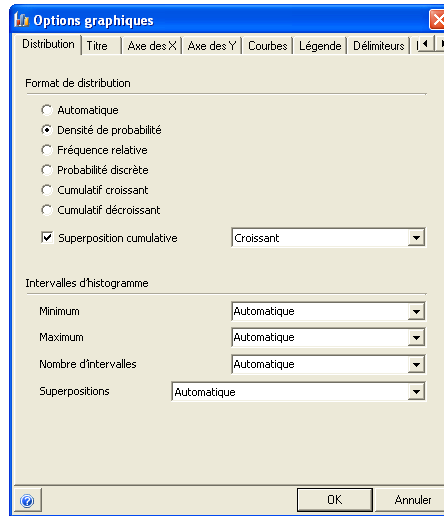 Options graphiques
Distribution Titre Axe des X Axe des Y Courbes Légende Délimiteurs
Format de distribution
Automatique
Densité de probabilité
Fréquence relative
Probabilité discrète
Cumulatif croissant
Cumulatif décroissant
Superposition cumulative Croissant
Intervalles d'histogramme
Minimum Automatique
Maximum Automatique
Nombre d'intervalles Automatique
Superpositions Automatique
OK Annuler